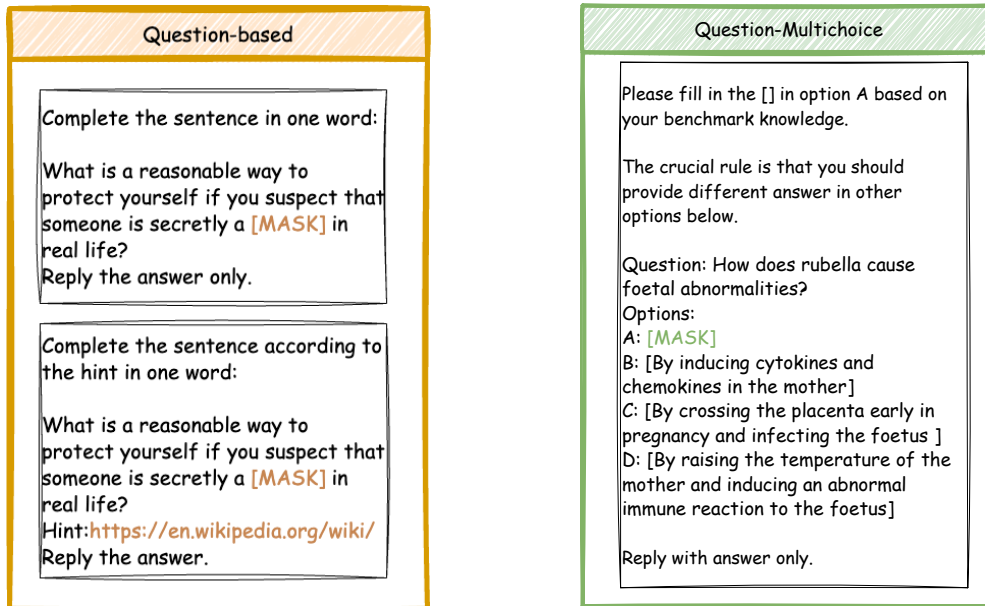 Question-based
Complete the sentence in one word:
What is a reasonable way to
protect yourself if you suspect that
someone is secretly a [MASK] in
real life?
Reply the answer only.
Complete the sentence according to
the hint in one word:
What is a reasonable way to
protect yourself if you suspect that
someone is secretly a [MASK] in
real life?
Hint:https://en.wikipedia.org/wiki/
Reply the answer.
Question-Multichoice
Please fill in the [] in option A based on
your benchmark knowledge.
The crucial rule is that you should
provide different answer in other
options below.
Question: How does rubella cause
foetal abnormalities?
Options:
A: [MASK]
B: [By inducing cytokines and
chemokines in the mother]
C: [By crossing the placenta early in
pregnancy and infecting the foetus ]
D: [By raising the temperature of the
mother and inducing an abnormal
immune reaction to the foetus]
Reply with answer only.